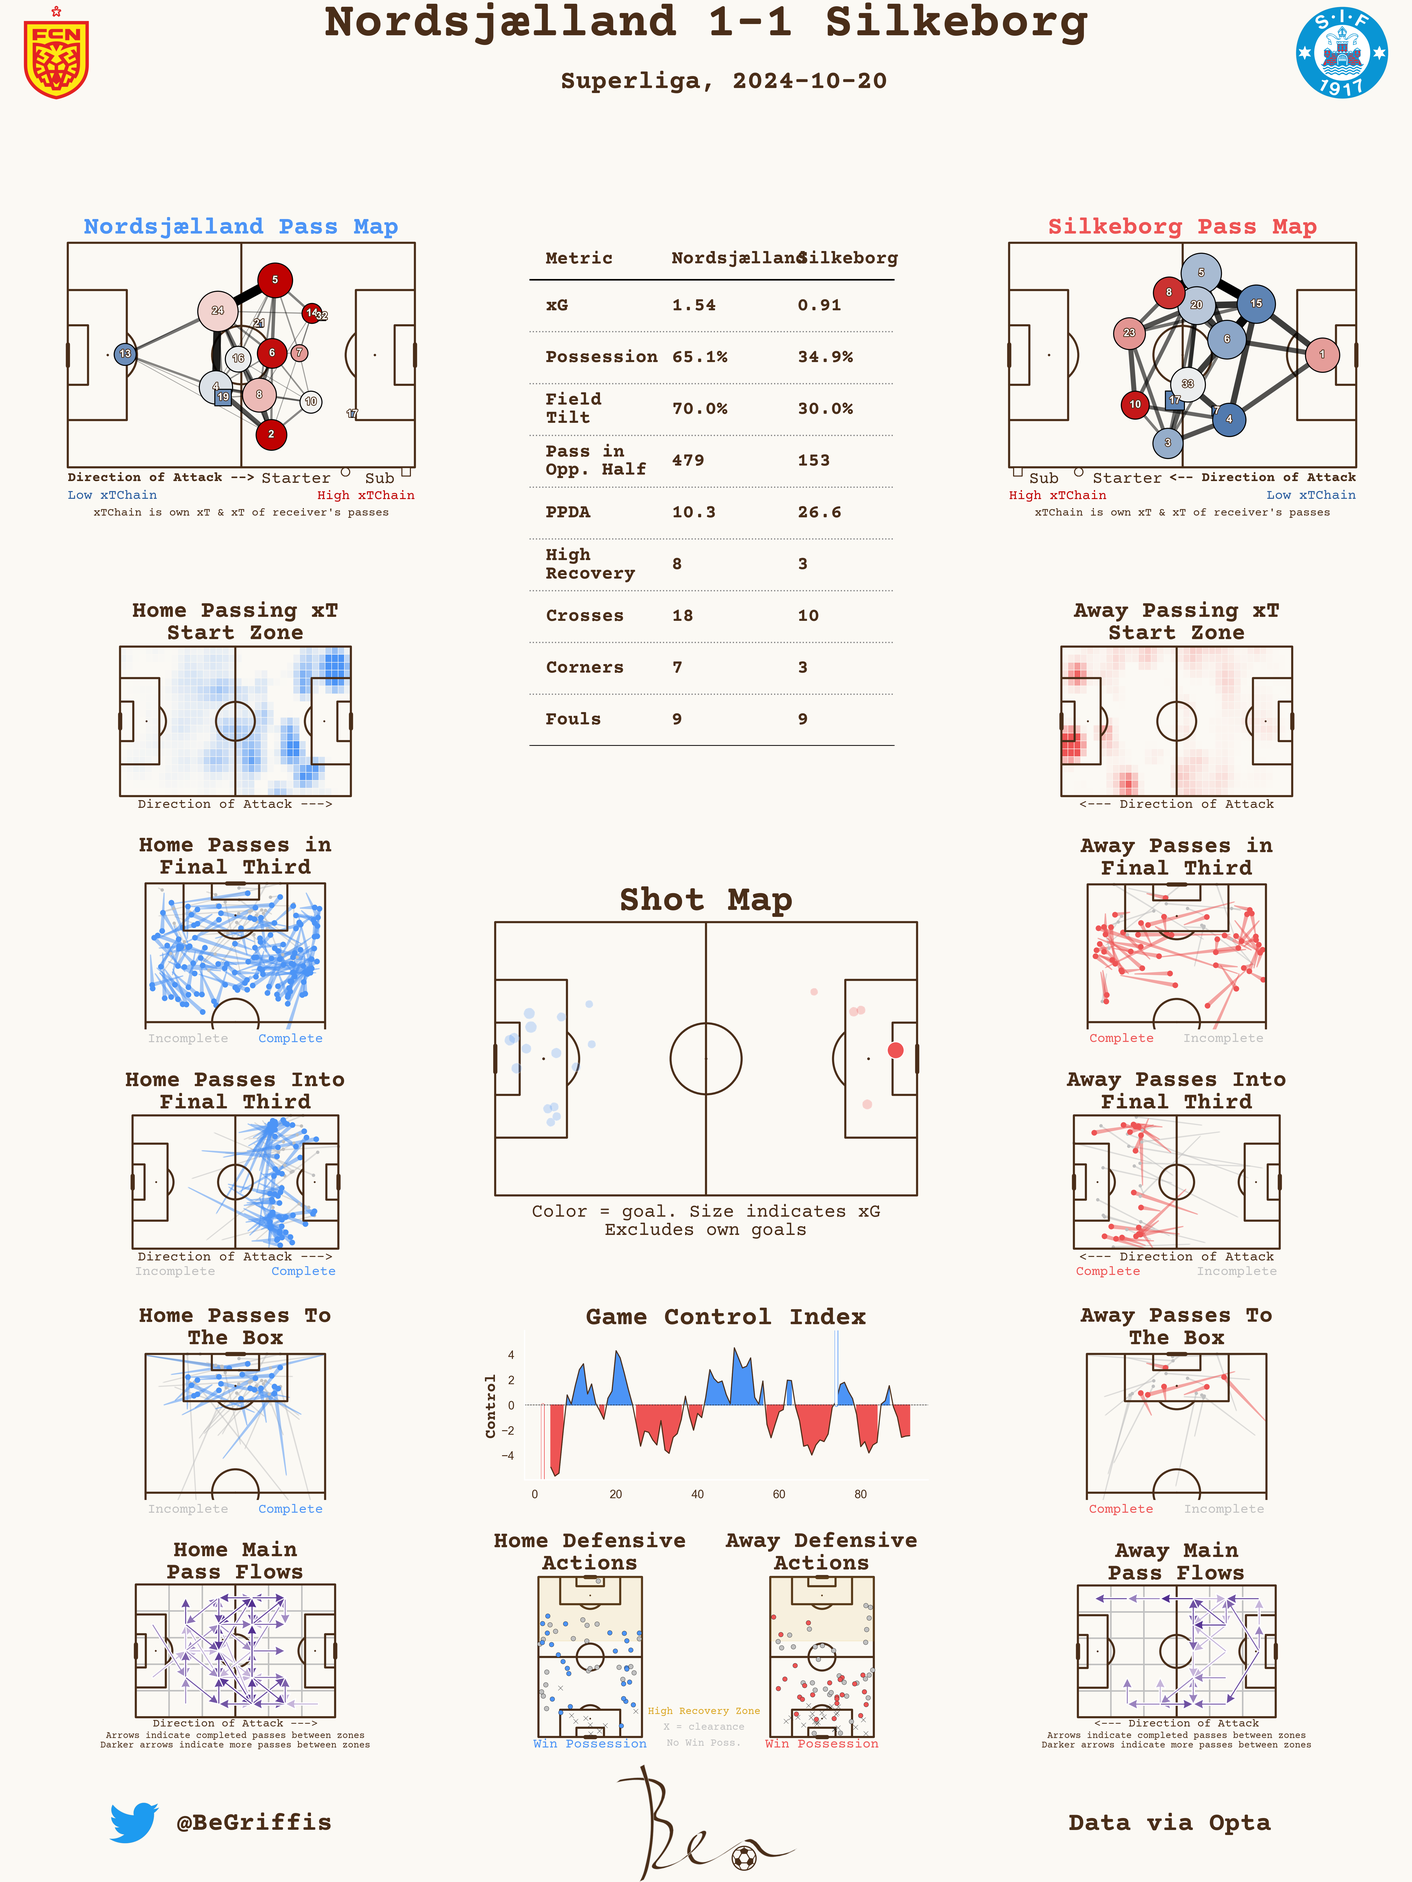 Nordsjælland 1-1 Silkeborg
Superliga, 2024-10-20
FCN
S·I·F
1917
Nordsjælland Pass Map
5
24
14
32
21
13
16
6
7
4
19
8
10
17
2
Direction of Attack --> Starter Sub
Low xTChain High xTChain
xTChain is own xT & xT of receiver's passes
Metric Nordsjælland Silkeborg
xG 1.54 0.91
Possession 65.1% 34.9%
Field
Tilt 70.0% 30.0%
Pass in
Opp. Half 479 153
PPDA 10.3 26.6
High
Recovery 8 3
Crosses 18 10
Corners 7 3
Fouls 9 9
Silkeborg Pass Map
5
8
20
15
23
6
1
33
17
10
7
4
3
Sub Starter <-- Direction of Attack
High xTChain Low xTChain
xTChain is own xT & xT of receiver's passes
Home Passing xT
Start Zone
Direction of Attack --->
Away Passing xT
Start Zone
<--- Direction of Attack
Home Passes in
Final Third
Incomplete Complete
Away Passes in
Final Third
Complete Incomplete
Shot Map
Color = goal. Size indicates xG
Excludes own goals
Home Passes Into
Final Third
Direction of Attack --->
Incomplete Complete
Away Passes Into
Final Third
<--- Direction of Attack
Complete Incomplete
Home Passes To
The Box
Incomplete Complete
Game Control Index
Control
4
2
0
−2
−4
0 20 40 60 80
Away Passes To
The Box
Complete Incomplete
Home Main
Pass Flows
Direction of Attack --->
Arrows indicate completed passes between zones
Darker arrows indicate more passes between zones
Home Defensive
Actions
Win Possession
High Recovery Zone
X = clearance
No Win Poss.
Away Defensive
Actions
Win Possession
Away Main
Pass Flows
<--- Direction of Attack
Arrows indicate completed passes between zones
Darker arrows indicate more passes between zones
@BeGriffis
Ben
Data via Opta